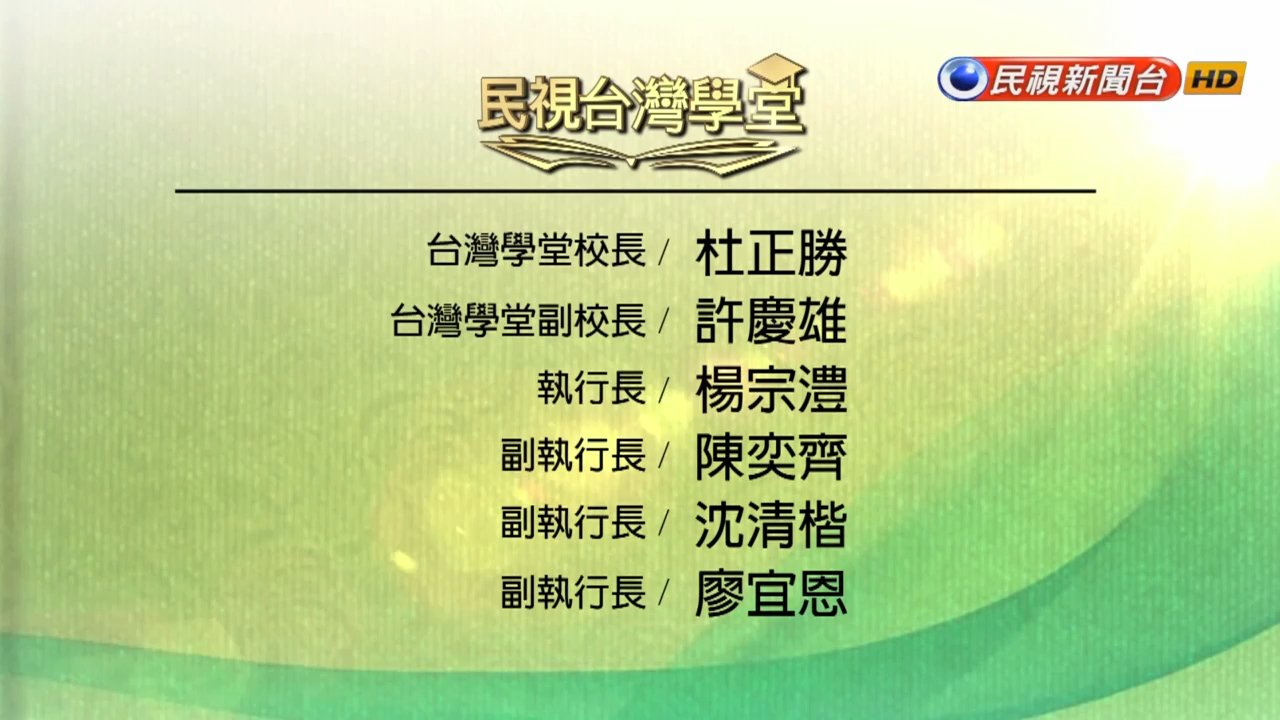 民視台灣學堂
民視新聞台 HD
台灣學堂校長 / 杜正勝
台灣學堂副校長 / 許慶雄
執行長 / 楊宗澧
副執行長 / 陳奕齊
副執行長 / 沈清楷
副執行長 / 廖宜恩